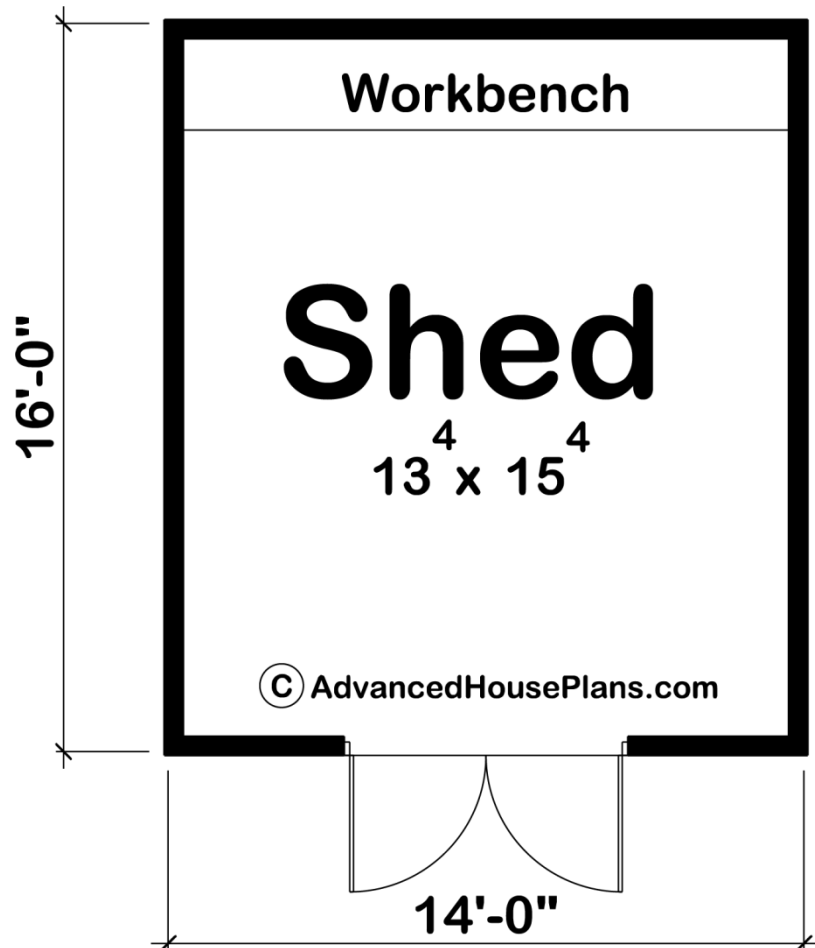 Workbench
16'-0"
Shed
13⁴ x 15⁴
© AdvancedHousePlans.com
14'-0"